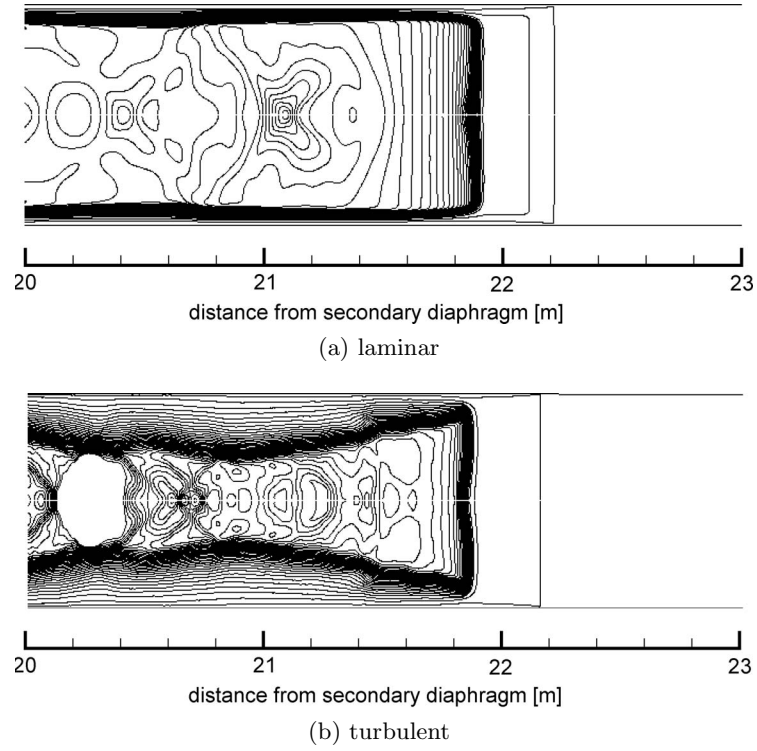 20 21 22 23
distance from secondary diaphragm [m]
(a) laminar
20 21 22 23
distance from secondary diaphragm [m]
(b) turbulent